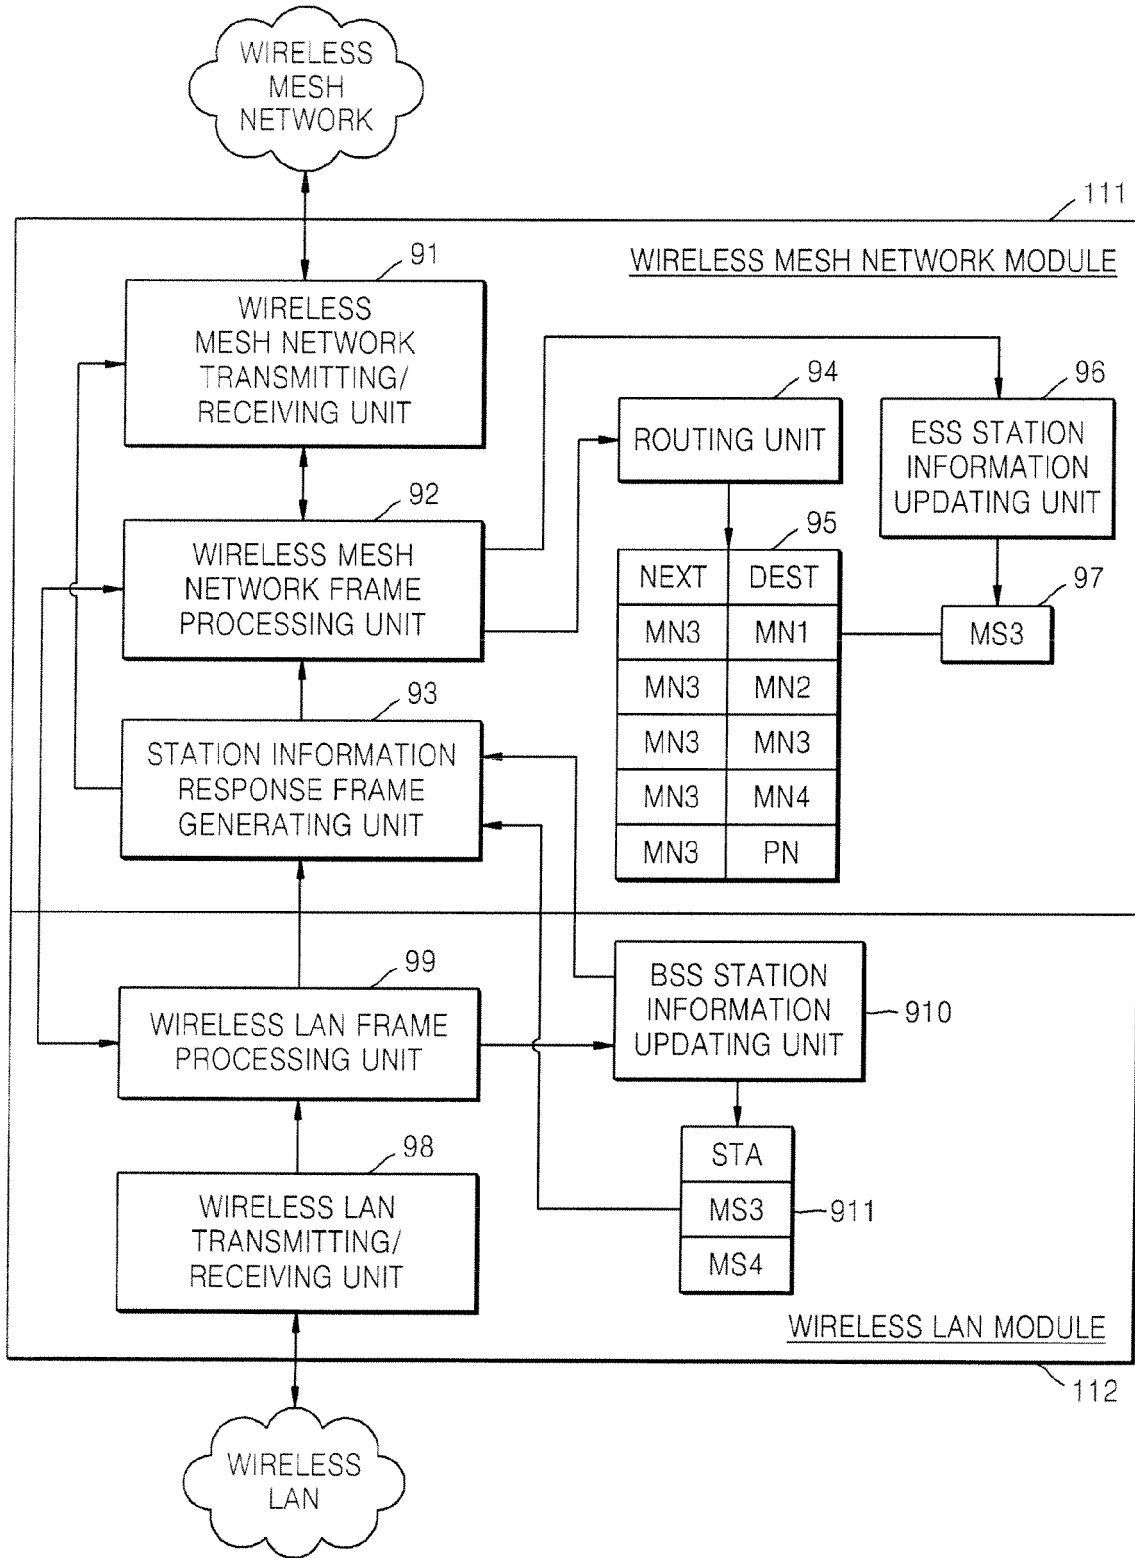 WIRELESS
MESH
NETWORK
111
WIRELESS MESH NETWORK MODULE
91
WIRELESS
MESH NETWORK
TRANSMITTING/
RECEIVING UNIT
94
ROUTING UNIT
96
ESS STATION
INFORMATION
UPDATING UNIT
92
WIRELESS MESH
NETWORK FRAME
PROCESSING UNIT
95
NEXT DEST
MN3 MN1
MN3 MN2
MN3 MN3
MN3 MN4
MN3 PN
97
MS3
93
STATION INFORMATION
RESPONSE FRAME
GENERATING UNIT
99
WIRELESS LAN FRAME
PROCESSING UNIT
BSS STATION
INFORMATION
UPDATING UNIT
910
98
WIRELESS LAN
TRANSMITTING/
RECEIVING UNIT
STA
MS3
MS4
911
WIRELESS LAN MODULE
112
WIRELESS
LAN